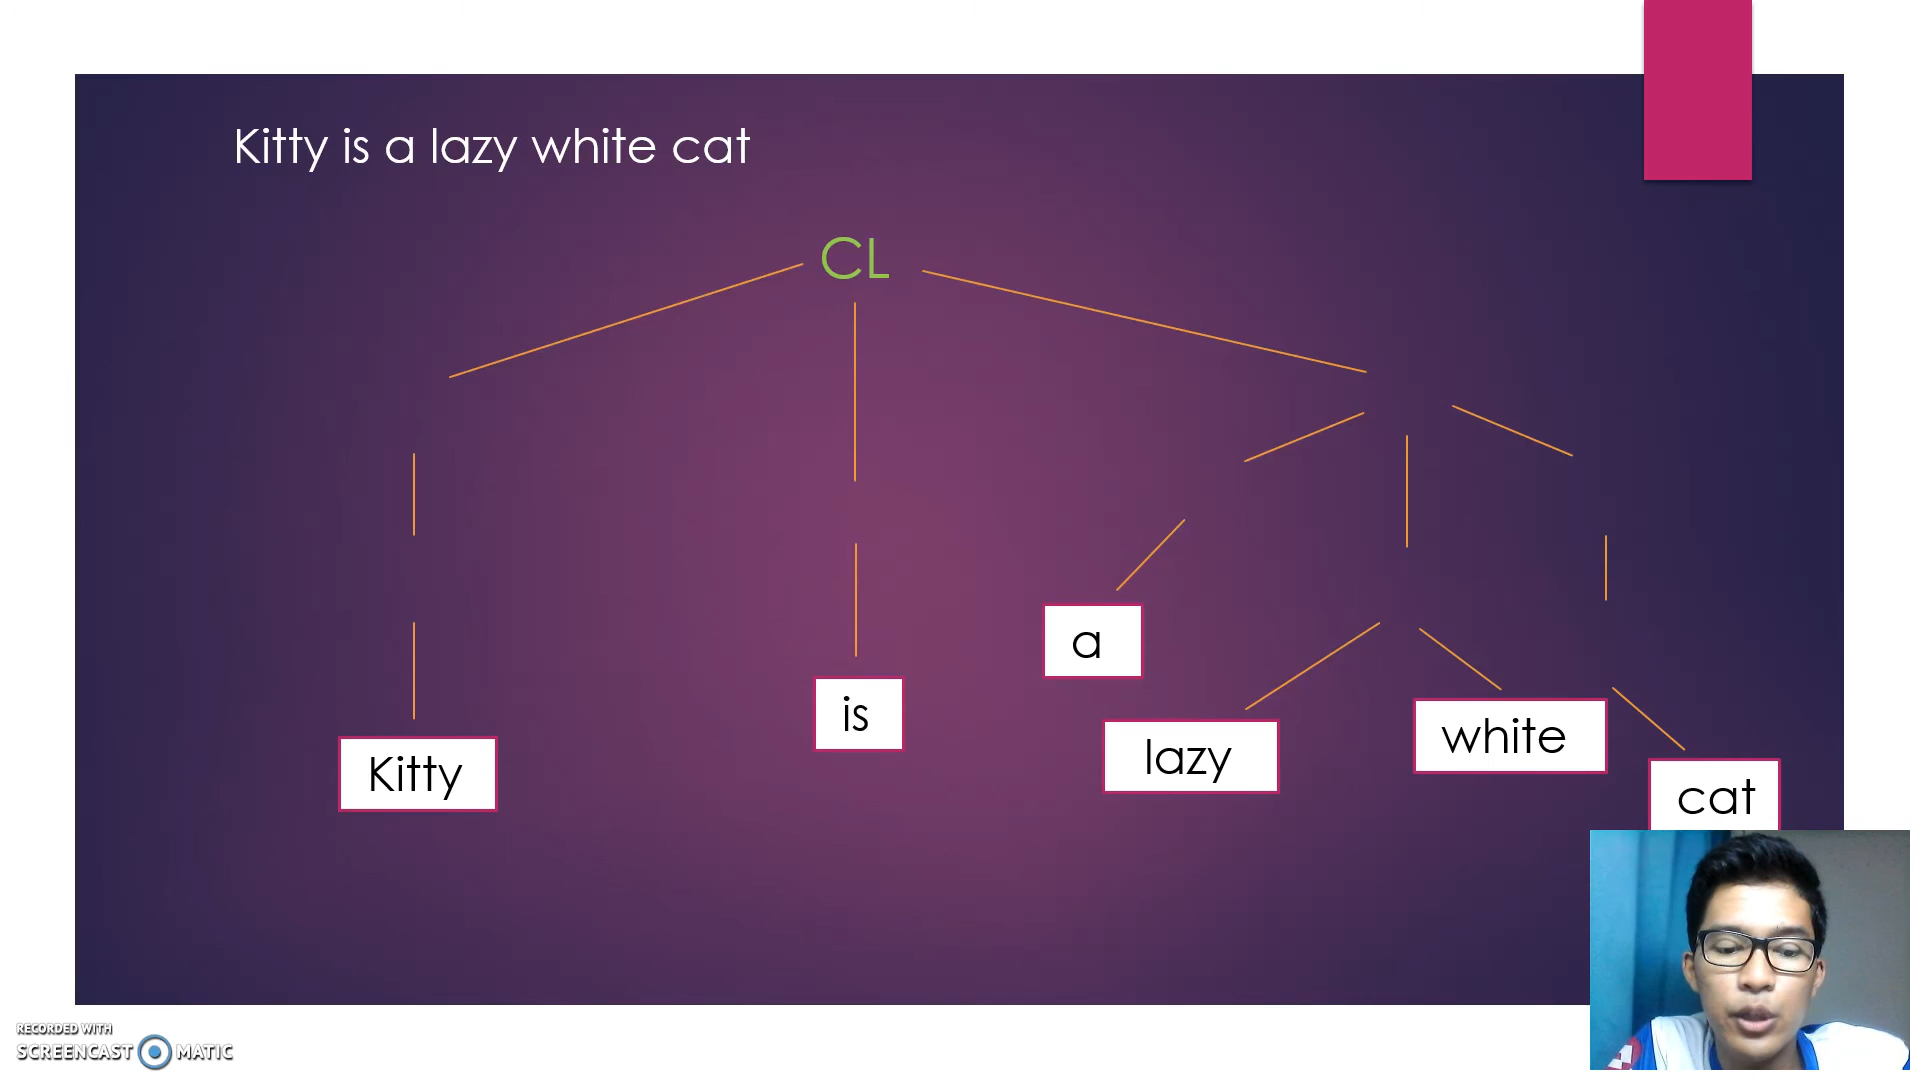 Kitty is a lazy white cat
CL
a
is
white
lazy
Kitty
cat
RECORDED WITH
SCREENCAST MATIC